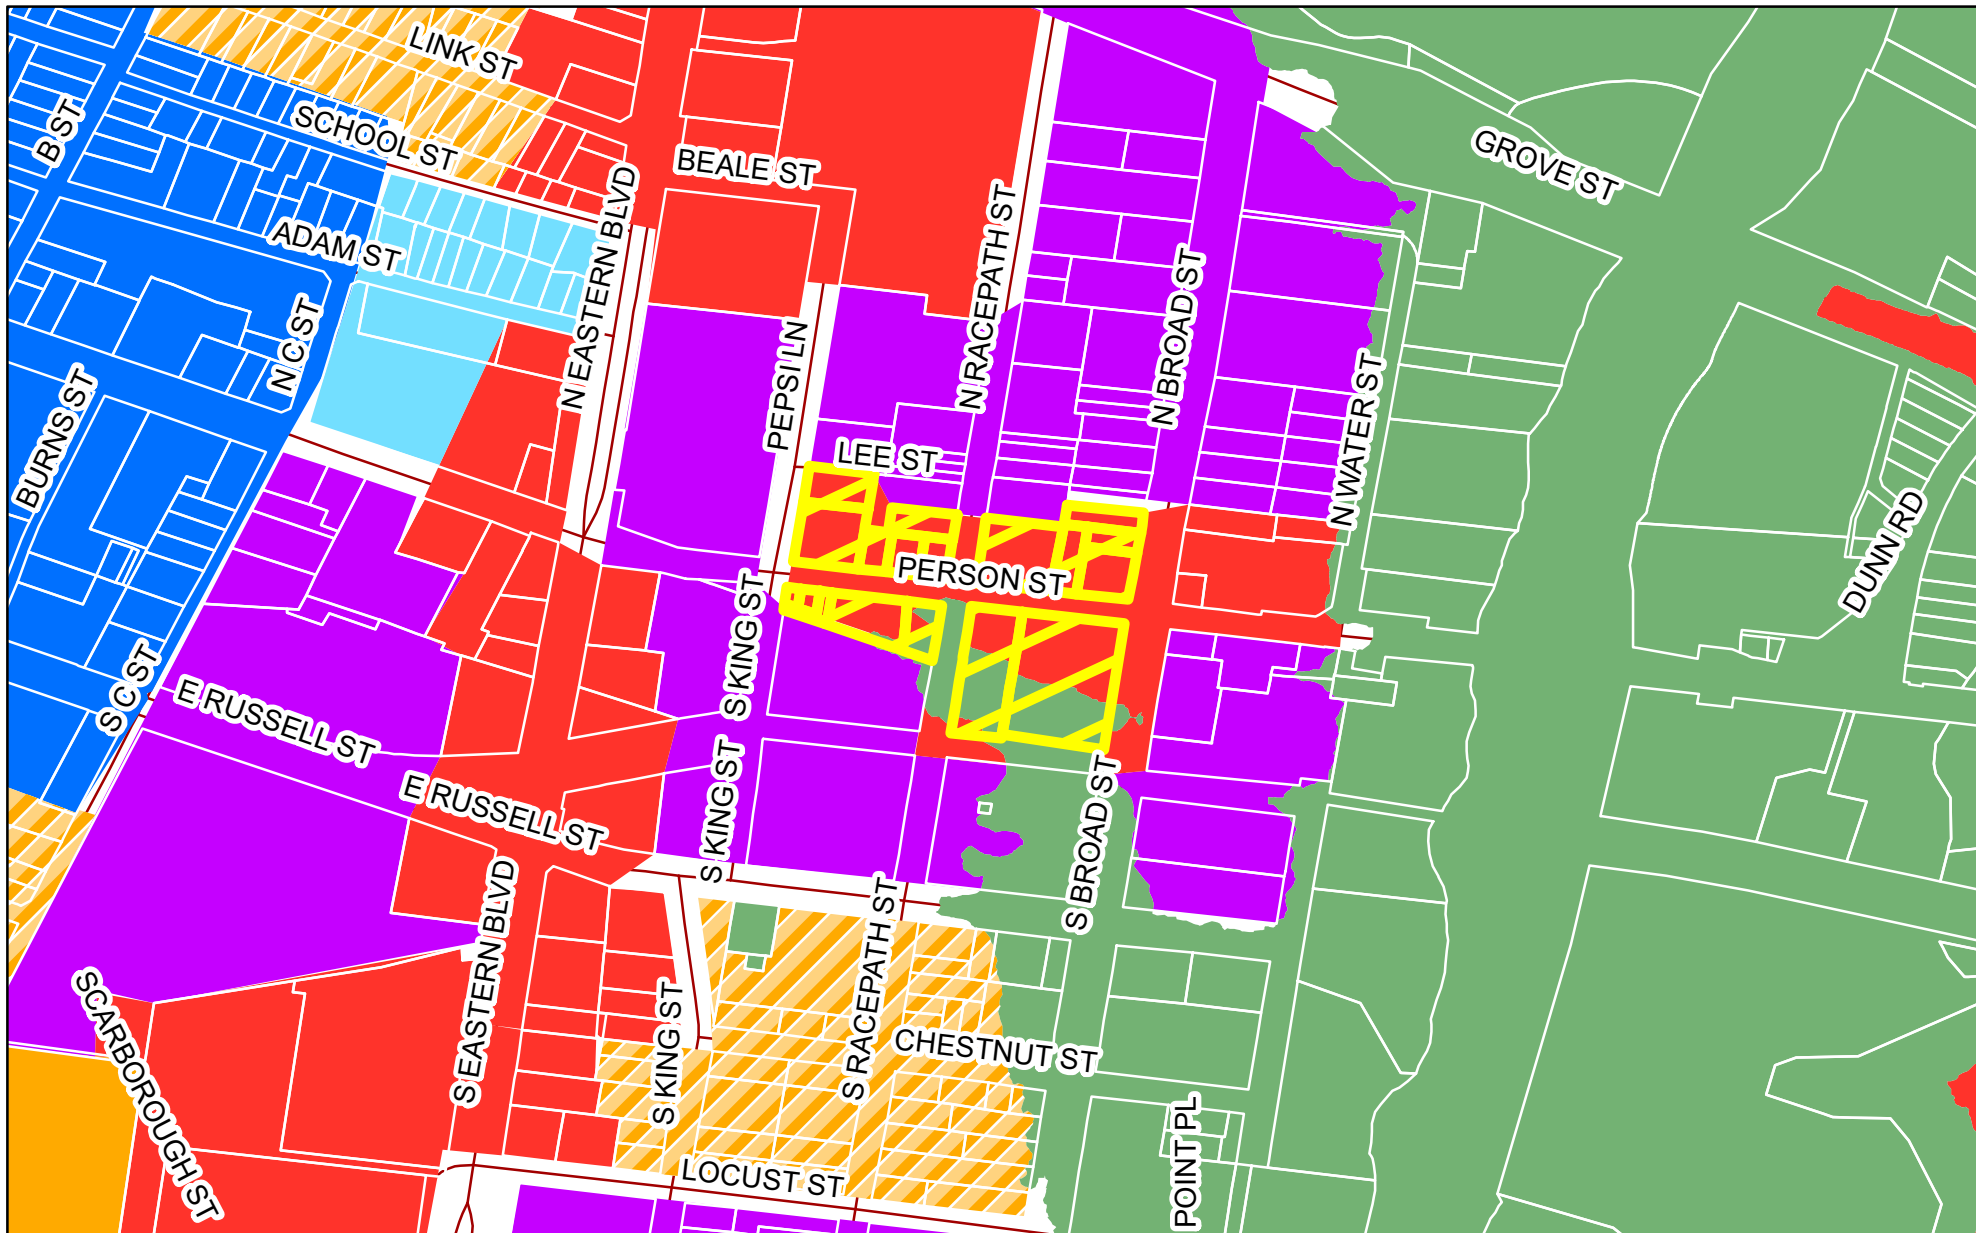 LINK ST
B ST
SCHOOL ST
BEALE ST
GROVE ST
ADAM ST
N EASTERN BLVD
N RACEPATH ST
N BROAD ST
N C ST
PEPSI LN
N WATER ST
BURNS ST
LEE ST
DUNN RD
PERSON ST
S KING ST
S C ST
E RUSSELL ST
E RUSSELL ST
S KING ST
S BROAD ST
S EASTERN BLVD
S RACEPATH ST
SCARBOROUGH ST
S KING ST
CHESTNUT ST
POINT PL
LOCUST ST